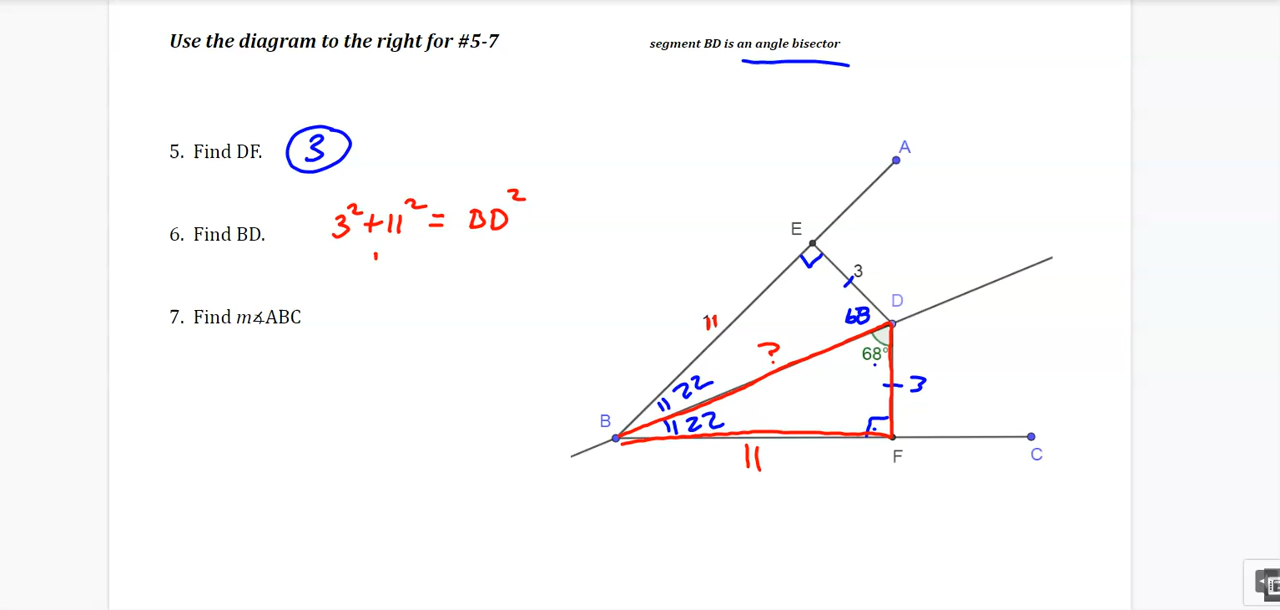 Use the diagram to the right for #5-7
segment BD is an angle bisector
5. Find DF. 3
3² + 11² = BD²
6. Find BD.
7. Find m∡ABC
A
E
3
D
68
68°
11
?
22
22
3
B
F
C
11